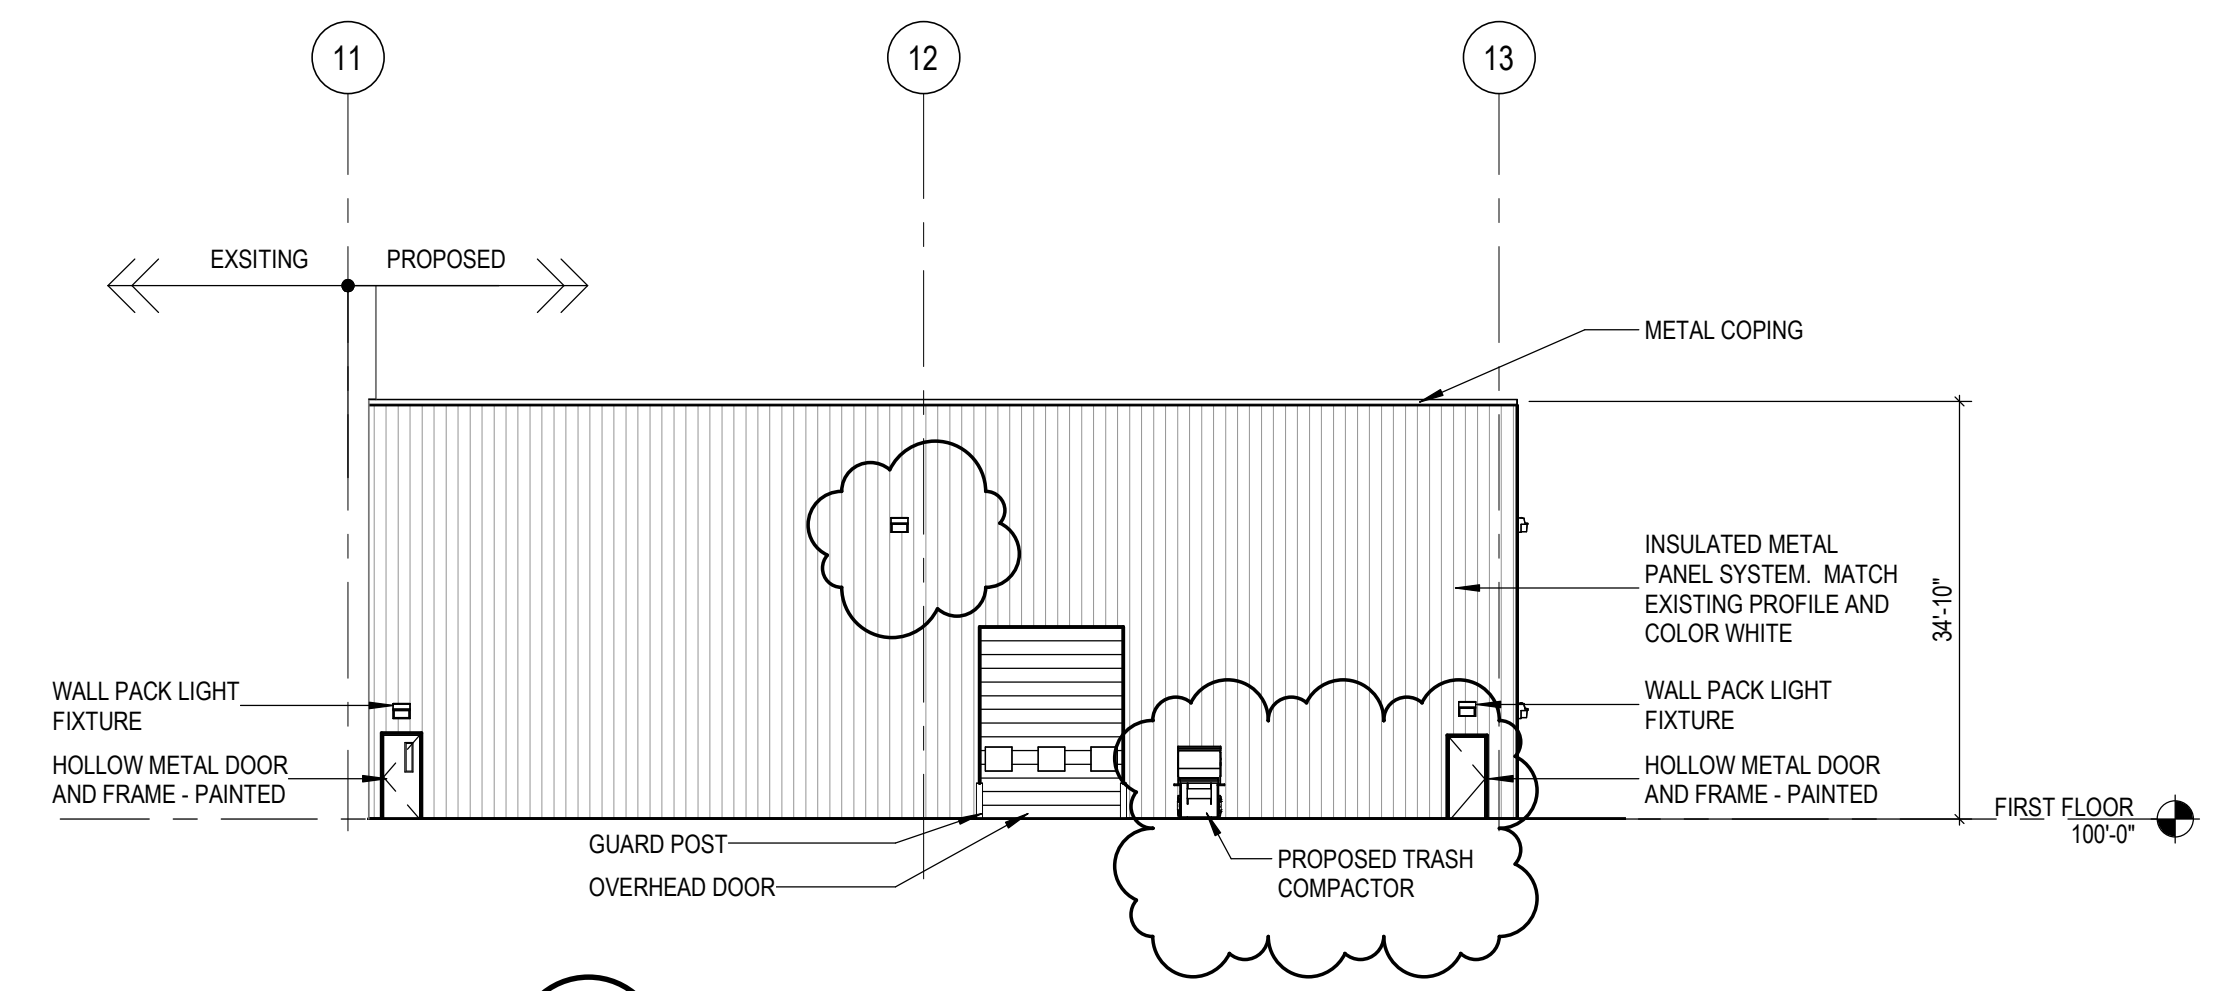 11
12
13
EXSITING
PROPOSED
METAL COPING
INSULATED METAL
PANEL SYSTEM.  MATCH
EXISTING PROFILE AND
COLOR WHITE
34'-10"
WALL PACK LIGHT
FIXTURE
WALL PACK LIGHT
FIXTURE
HOLLOW METAL DOOR
AND FRAME - PAINTED
HOLLOW METAL DOOR
AND FRAME - PAINTED
FIRST FLOOR
100'-0"
GUARD POST
OVERHEAD DOOR
PROPOSED TRASH
COMPACTOR